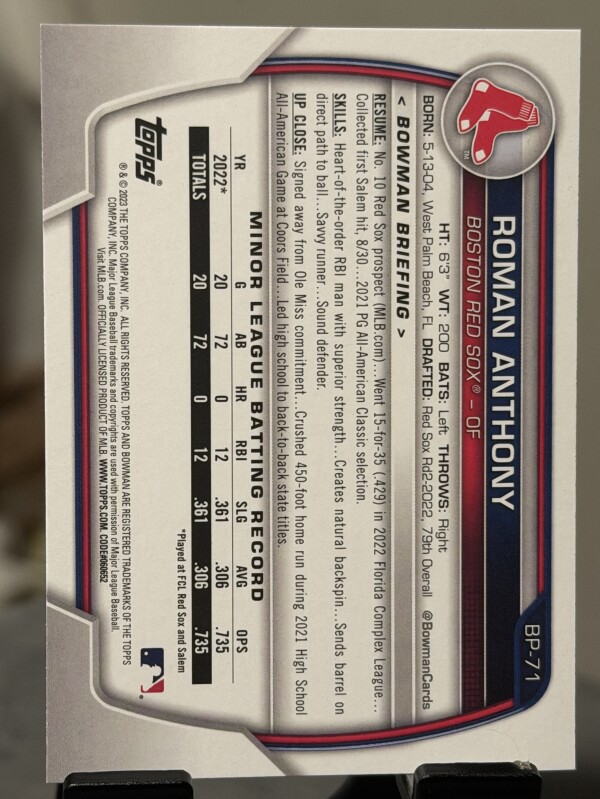 BP-71
ROMAN ANTHONY
BOSTON RED SOX® – OF
HT: 6'3" WT: 200 BATS: Left THROWS: Right
BORN: 5-13-04, West Palm Beach, FL DRAFTED: Red Sox Rd2-2022, 79th Overall @BowmanCards
< BOWMAN BRIEFING >
RESUME: No. 10 Red Sox prospect (MLB.com)... Went 15-for-35 (.429) in 2022 Florida Complex League...
Collected first Salem hit, 8/30...2021 PG All-American Classic selection.
SKILLS: Heart-of-the-order RBI man with superior strength...Creates natural backspin...Sends barrel on
direct path to ball...Savvy runner...Sound defender.
UP CLOSE: Signed away from Ole Miss commitment...Crushed 450-foot home run during 2021 High School
All-American Game at Coors Field...Led high school to back-to-back state titles.
MINOR LEAGUE BATTING RECORD
YR G AB HR RBI SLG AVG OPS
2022* 20 72 0 12 .361 .306 .735
TOTALS 20 72 0 12 .361 .306 .735
*Played at FCL Red Sox and Salem
TOPPS®
® & © 2023 THE TOPPS COMPANY, INC. ALL RIGHTS RESERVED. TOPPS AND BOWMAN ARE REGISTERED TRADEMARKS OF THE TOPPS
COMPANY, INC. Major League Baseball trademarks and copyrights are used with permission of Major League Baseball.
Visit MLB.com. OFFICIALLY LICENSED PRODUCT OF MLB. WWW.TOPPS.COM. CODE#060652